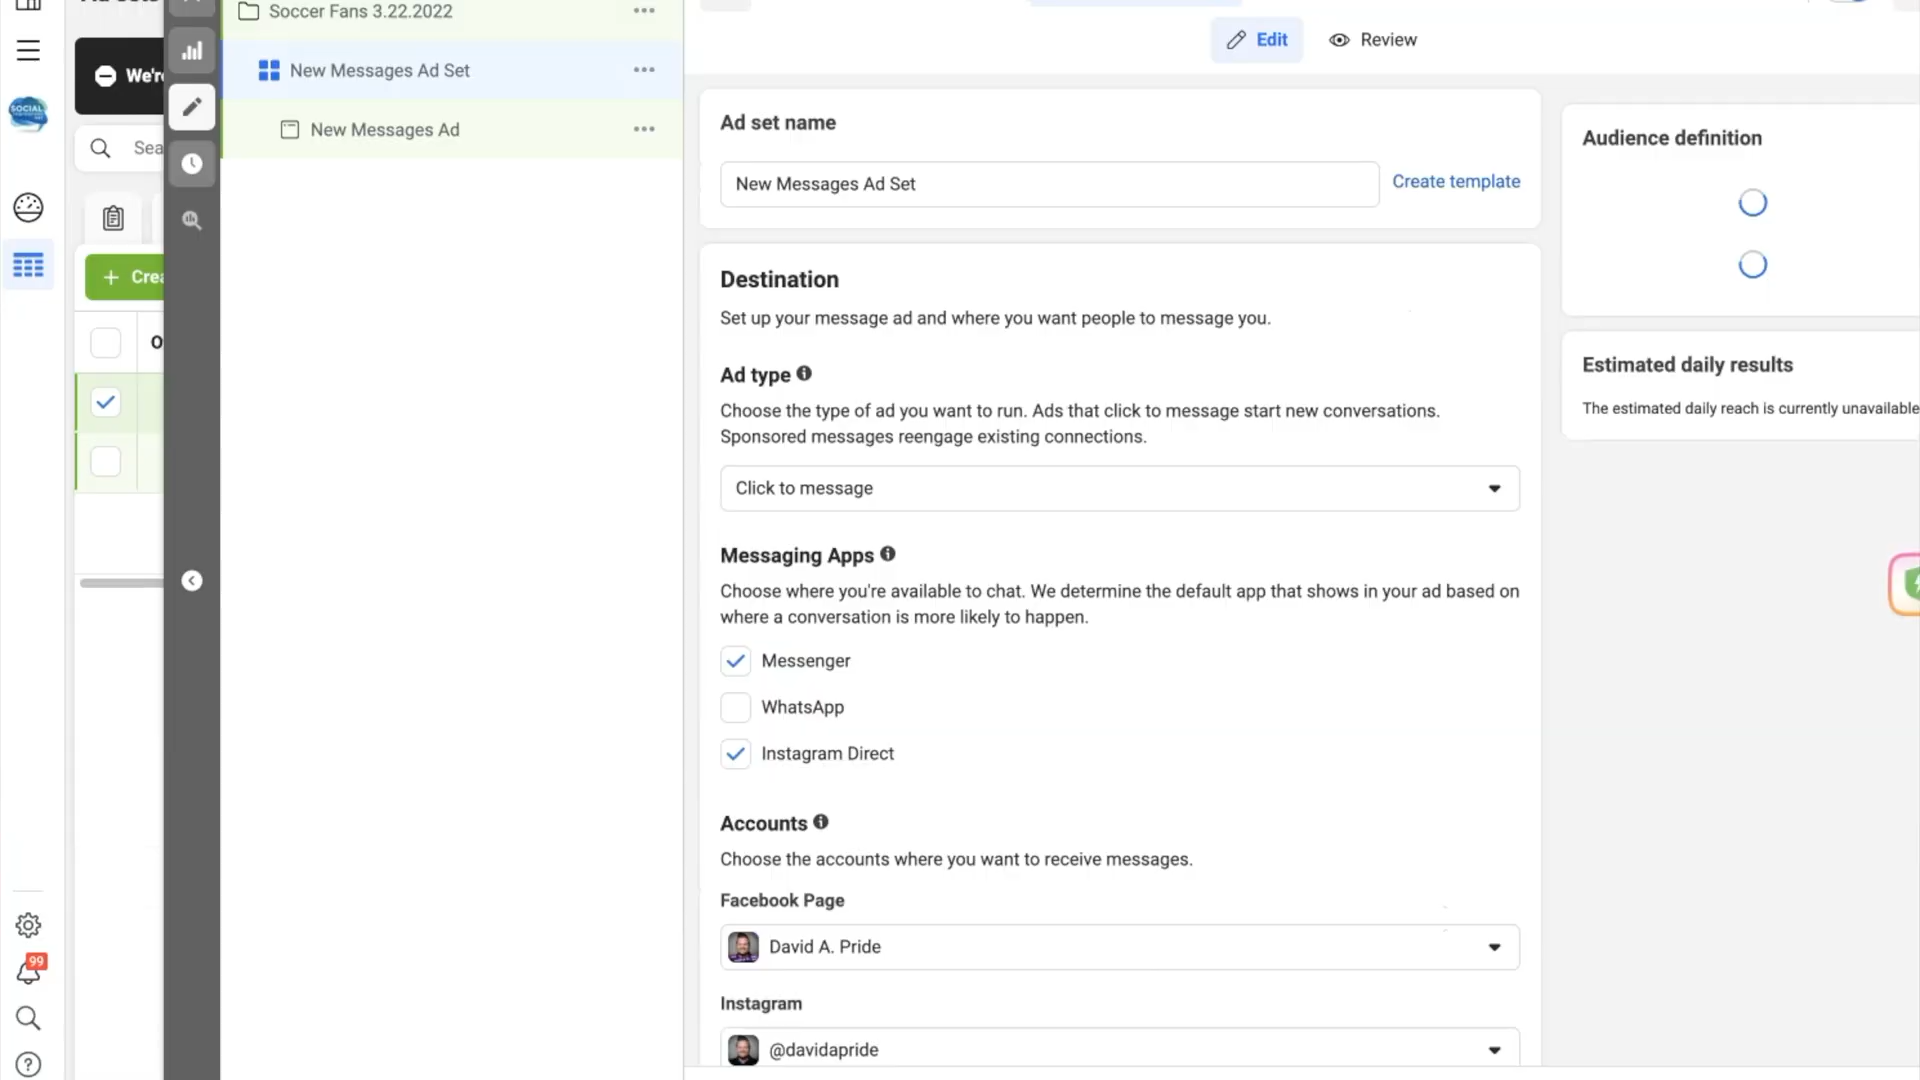 Soccer Fans 3.22.2022
New Messages Ad Set
New Messages Ad
We're
SOCIAL
Sea
Crea
99
Edit
Review
Ad set name
New Messages Ad Set
Create template
Destination
Set up your message ad and where you want people to message you.
Ad type
Choose the type of ad you want to run. Ads that click to message start new conversations.
Sponsored messages reengage existing connections.
Click to message
Messaging Apps
Choose where you're available to chat. We determine the default app that shows in your ad based on
where a conversation is more likely to happen.
Messenger
WhatsApp
Instagram Direct
Accounts
Choose the accounts where you want to receive messages.
Facebook Page
David A. Pride
Instagram
@davidapride
Audience definition
Estimated daily results
The estimated daily reach is currently unavailable